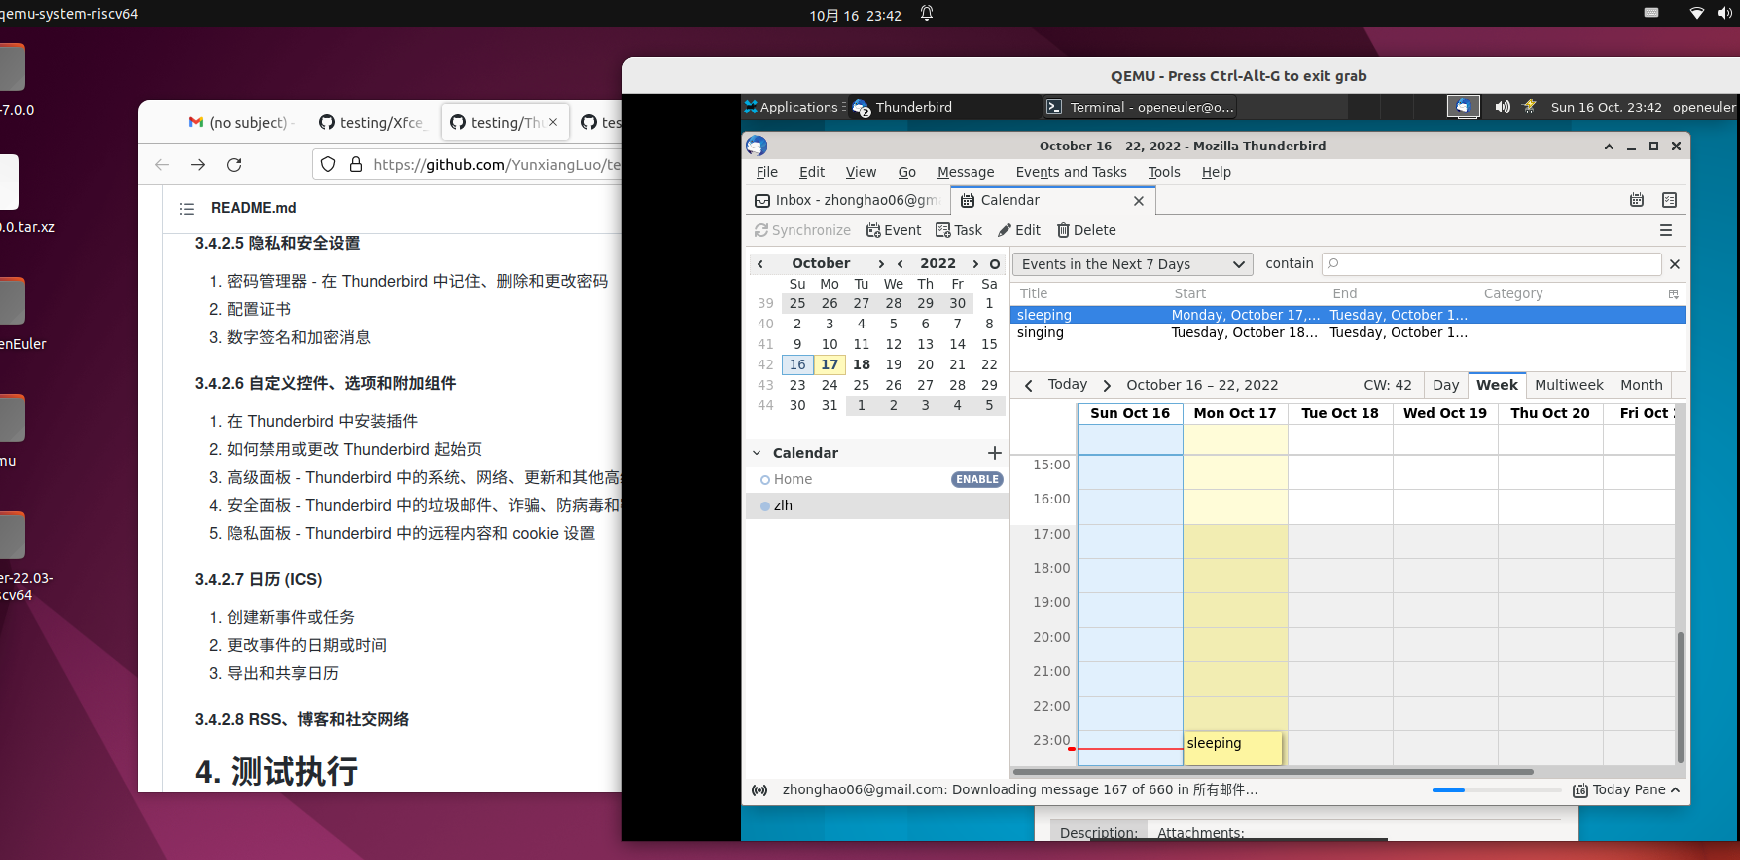 qemu-system-riscv64
10月 16 23:42
-7.0.0
0.0.tar.xz
enEuler
mu
er-22.03-
scv64
(no subject) -
testing/Xfce_
testing/Thu
tes
https://github.com/YunxiangLuo/te
README.md
3.4.2.5 隐私和安全设置
1. 密码管理器 - 在 Thunderbird 中记住、删除和更改密码
2. 配置证书
3. 数字签名和加密消息
3.4.2.6 自定义控件、选项和附加组件
1. 在 Thunderbird 中安装插件
2. 如何禁用或更改 Thunderbird 起始页
3. 高级面板 - Thunderbird 中的系统、网络、更新和其他高
4. 安全面板 - Thunderbird 中的垃圾邮件、诈骗、防病毒和
5. 隐私面板 - Thunderbird 中的远程内容和 cookie 设置
3.4.2.7 日历 (ICS)
1. 创建新事件或任务
2. 更改事件的日期或时间
3. 导出和共享日历
3.4.2.8 RSS、博客和社交网络
4. 测试执行
QEMU - Press Ctrl-Alt-G to exit grab
Applications
2
Thunderbird
Terminal - openeuler@o...
Sun 16 Oct. 23:42 openeuler
October 16 – 22, 2022 - Mozilla Thunderbird
File Edit View Go Message Events and Tasks Tools Help
Inbox - zhonghao06@gm
Calendar
Synchronize Event Task Edit Delete
October 2022
Su Mo Tu We Th Fr Sa
39 25 26 27 28 29 30 1
40 2 3 4 5 6 7 8
41 9 10 11 12 13 14 15
42 16 17 18 19 20 21 22
43 23 24 25 26 27 28 29
44 30 31 1 2 3 4 5
Calendar
Home ENABLE
zlh
Events in the Next 7 Days contain
Title Start End Category
sleeping Monday, October 17,... Tuesday, October 1...
singing Tuesday, October 18... Tuesday, October 1...
Today October 16 – 22, 2022 CW: 42 Day Week Multiweek Month
Sun Oct 16 Mon Oct 17 Tue Oct 18 Wed Oct 19 Thu Oct 20 Fri Oct
15:00
16:00
17:00
18:00
19:00
20:00
21:00
22:00
23:00
sleeping
zhonghao06@gmail.com: Downloading message 167 of 660 in 所有邮件...
Today Pane
Description: Attachments: